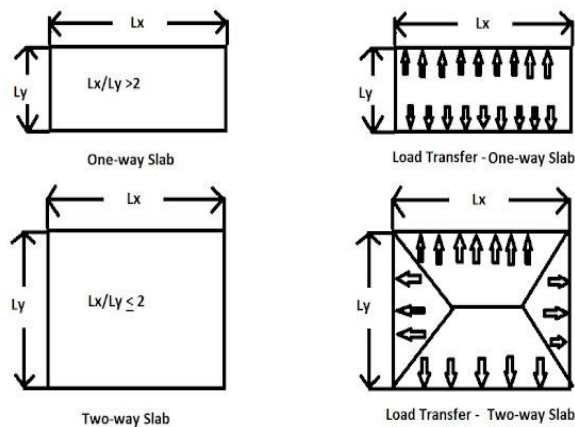 Lx
Lx
Ly
Lx/Ly >2
Ly
One-way Slab
Load Transfer - One-way Slab
Lx
Lx
Ly
Lx/Ly ≤ 2
Ly
Two-way Slab
Load Transfer - Two-way Slab